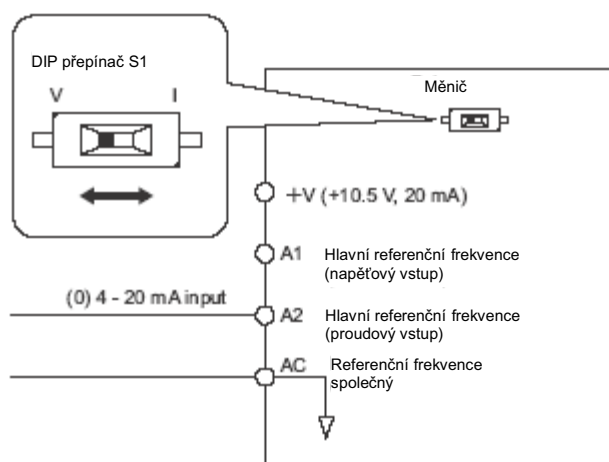 DIP přepínač S1
V I
Měnič
+V (+10.5 V, 20 mA)
A1 Hlavní referenční frekvence
(napěťový vstup)
(0) 4 - 20 mA input
A2 Hlavní referenční frekvence
(proudový vstup)
AC Referenční frekvence
společný